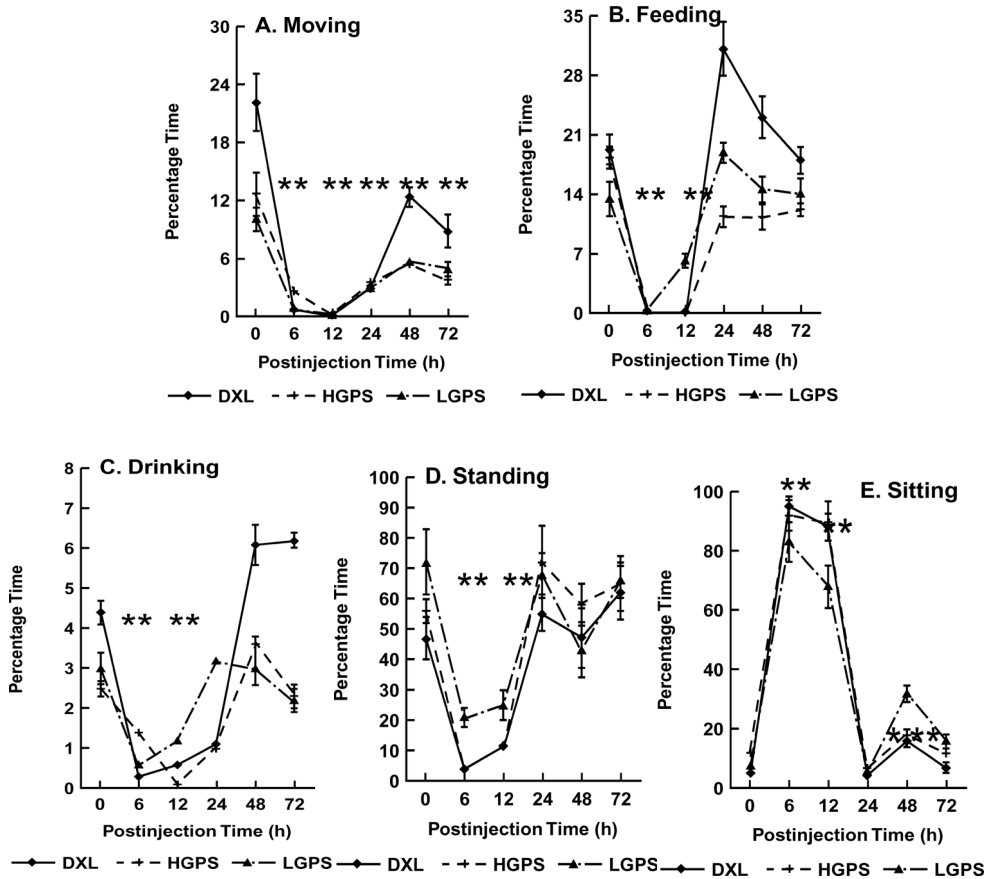 A. Moving
Percentage Time
30
24
18
12
6
0
** ** ** ** **
0 6 12 24 48 72
Postinjection Time (h)
DXL HGPS LGPS
B. Feeding
Percentage Time
35
28
21
14
7
0
** **
0 6 12 24 48 72
Postinjection Time (h)
DXL HGPS LGPS
C. Drinking
Percentage Time
8
7
6
5
4
3
2
1
0
** **
0 6 12 24 48 72
Postinjection Time (h)
DXL HGPS LGPS
D. Standing
Percentage Time
100
90
80
70
60
50
40
30
20
10
0
** **
0 6 12 24 48 72
Postinjection Time (h)
DXL HGPS LGPS
E. Sitting
Percentage Time
100
80
60
40
20
0
**
**
** **
0 6 12 24 48 72
Postinjection Time (h)
DXL HGPS LGPS